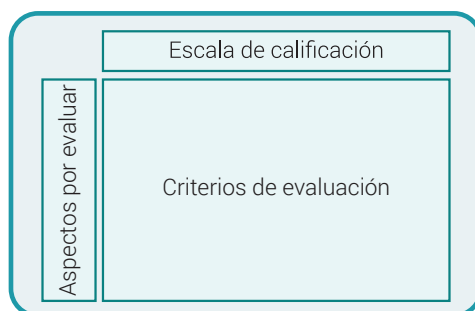 Escala de calificación
Aspectos por evaluar
Criterios de evaluación